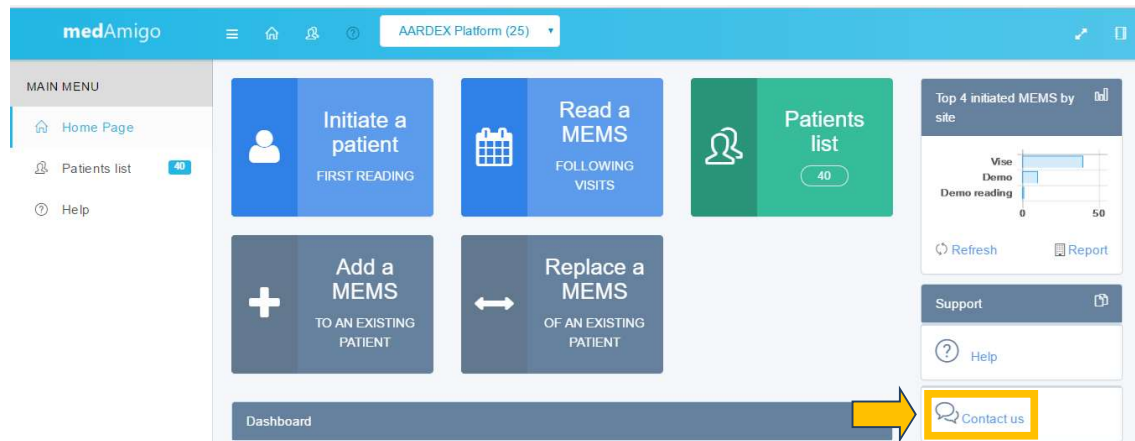 medAmigo
AARDEX Platform (25)
MAIN MENU
Home Page
Patients list 40
Help
Initiate a
patient
FIRST READING
Read a
MEMS
FOLLOWING
VISITS
Patients
list
40
Add a
MEMS
TO AN EXISTING
PATIENT
Replace a
MEMS
OF AN EXISTING
PATIENT
Dashboard
Top 4 initiated MEMS by
site
Vise
Demo
Demo reading
0 50
Refresh Report
Support
Help
Contact us